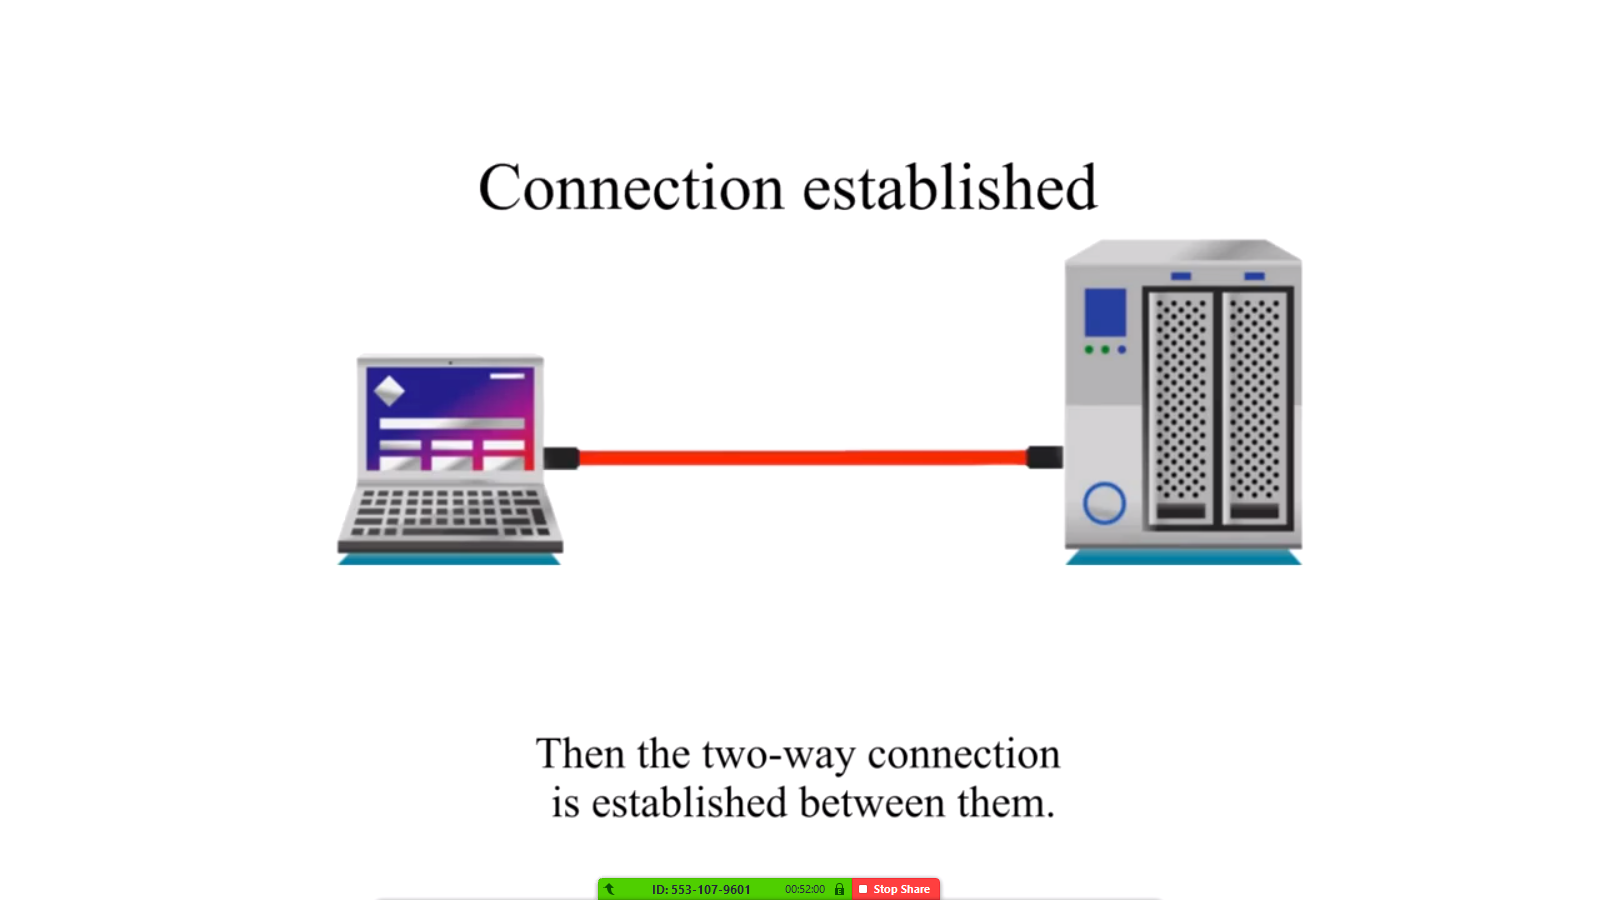 Connection established
Then the two-way connection
is established between them.
ID: 553-107-9601 00:52:00 Stop Share